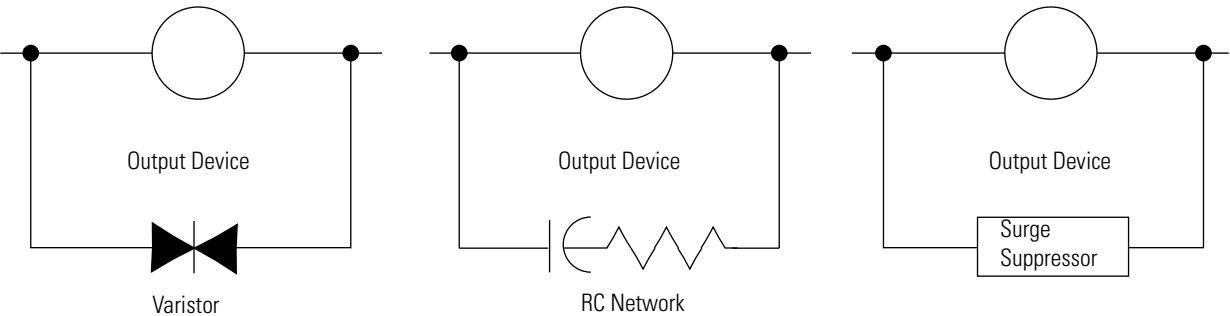 Output Device
Output Device
Output Device
Surge
Suppressor
Varistor
RC Network